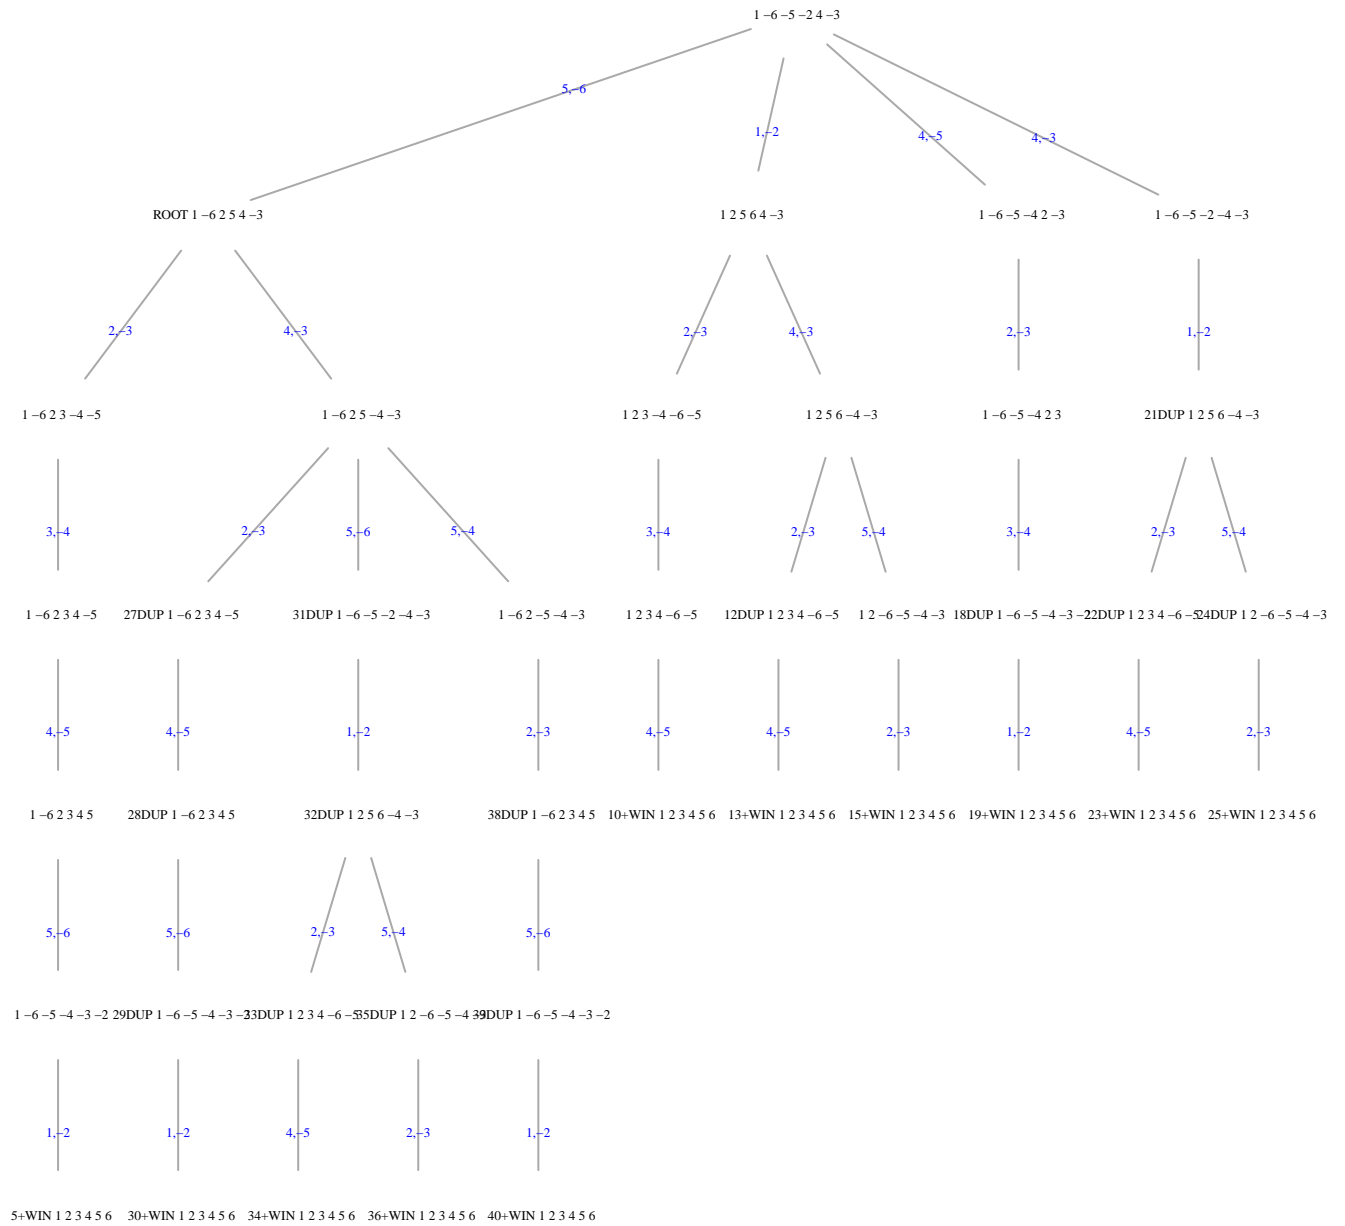 1 −6 −5 −2 4 −3
5,−6
1,−2
4,−5
4,−3
ROOT 1 −6 2 5 4 −3
1 2 5 6 4 −3
1 −6 −5 −4 2 −3
1 −6 −5 −2 −4 −3
2,−3
4,−3
2,−3
4,−3
2,−3
1,−2
1 −6 2 3 −4 −5
1 −6 2 5 −4 −3
1 2 3 −4 −6 −5
1 2 5 6 −4 −3
1 −6 −5 −4 2 3
21DUP 1 2 5 6 −4 −3
3,−4
2,−3
5,−6
5,−4
3,−4
2,−3
5,−4
3,−4
2,−3
5,−4
1 −6 2 3 4 −5
27DUP 1 −6 2 3 4 −5
31DUP 1 −6 −5 −2 −4 −3
1 −6 2 −5 −4 −3
1 2 3 4 −6 −5
12DUP 1 2 3 4 −6 −5
1 2 −6 −5 −4 −3
18DUP 1 −6 −5 −4 −3 −2
22DUP 1 2 3 4 −6 −5
24DUP 1 2 −6 −5 −4 −3
4,−5
4,−5
1,−2
2,−3
4,−5
4,−5
2,−3
1,−2
4,−5
2,−3
1 −6 2 3 4 5
28DUP 1 −6 2 3 4 5
32DUP 1 2 5 6 −4 −3
38DUP 1 −6 2 3 4 5
10+WIN 1 2 3 4 5 6
13+WIN 1 2 3 4 5 6
15+WIN 1 2 3 4 5 6
19+WIN 1 2 3 4 5 6
23+WIN 1 2 3 4 5 6
25+WIN 1 2 3 4 5 6
5,−6
5,−6
2,−3
5,−4
5,−6
1 −6 −5 −4 −3 −2
29DUP 1 −6 −5 −4 −3 −2
33DUP 1 2 3 4 −6 −5
35DUP 1 2 −6 −5 −4 −3
39DUP 1 −6 −5 −4 −3 −2
1,−2
1,−2
4,−5
2,−3
1,−2
5+WIN 1 2 3 4 5 6
30+WIN 1 2 3 4 5 6
34+WIN 1 2 3 4 5 6
36+WIN 1 2 3 4 5 6
40+WIN 1 2 3 4 5 6